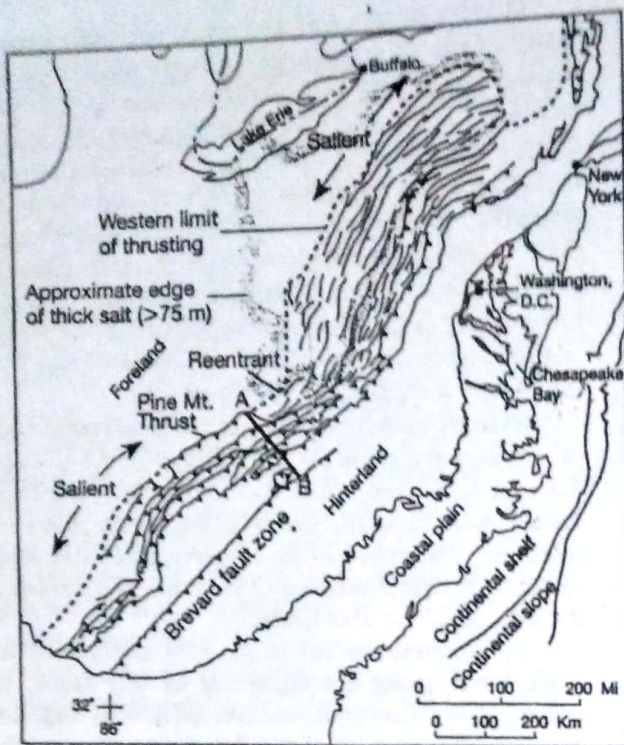 Buffalo
Lake Erie
Salient
New
York
Western limit
of thrusting
Washington,
D.C.
Approximate edge
of thick salt (>75 m)
Reentrant
Chesapeake
Bay
Foreland
Pine Mt.
Thrust
A
Salient
B
Hinterland
Brevard fault zone
Coastal plain
Continental shelf
Continental slope
0 100 200 Mi
0 100 200 Km
32°
86°